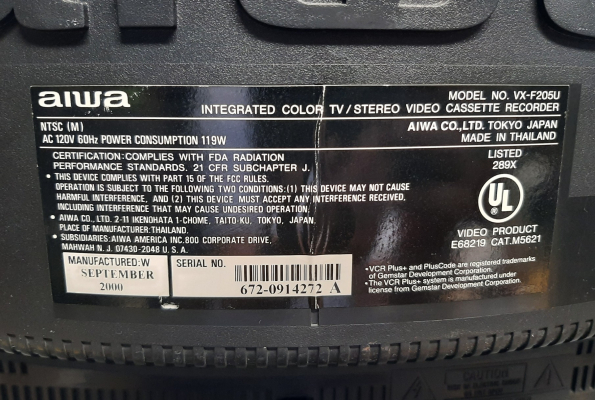 aiwa
MODEL NO. VX-F205U
INTEGRATED COLOR TV/STEREO VIDEO CASSETTE RECORDER
NTSC (M)
AC 120V 60Hz POWER CONSUMPTION 119W
AIWA CO.,LTD. TOKYO JAPAN
MADE IN THAILAND
CERTIFICATION:COMPLIES WITH FDA RADIATION
PERFORMANCE STANDARDS. 21 CFR SUBCHAPTER J.
• THIS DEVICE COMPLIES WITH PART 15 OF THE FCC RULES.
OPERATION IS SUBJECT TO THE FOLLOWING TWO CONDITIONS:(1) THIS DEVICE MAY NOT CAUSE
HARMFUL INTERFERENCE, AND (2) THIS DEVICE MUST ACCEPT ANY INTERFERENCE RECEIVED,
INCLUDING INTERFERENCE THAT MAY CAUSE UNDESIRED OPERATION.
• AIWA CO., LTD. 2-11 IKENOHATA 1-CHOME, TAITO-KU, TOKYO, JAPAN.
PLACE OF MANUFACTURE:THAILAND.
• SUBSIDIARIES:AIWA AMERICA INC.800 CORPORATE DRIVE,
MAHWAH N.J. 07430-2048 U.S.A.
LISTED
289X
UL
VIDEO PRODUCT
E68219 CAT.M5621
MANUFACTURED:W
SEPTEMBER
2000
SERIAL NO.
672-0914272 A
•VCR Plus+ and PlusCode are registered trademarks
of Gemstar Development Corporation.
•The VCR Plus+ system is manufactured under
license from Gemstar Development Corporation.